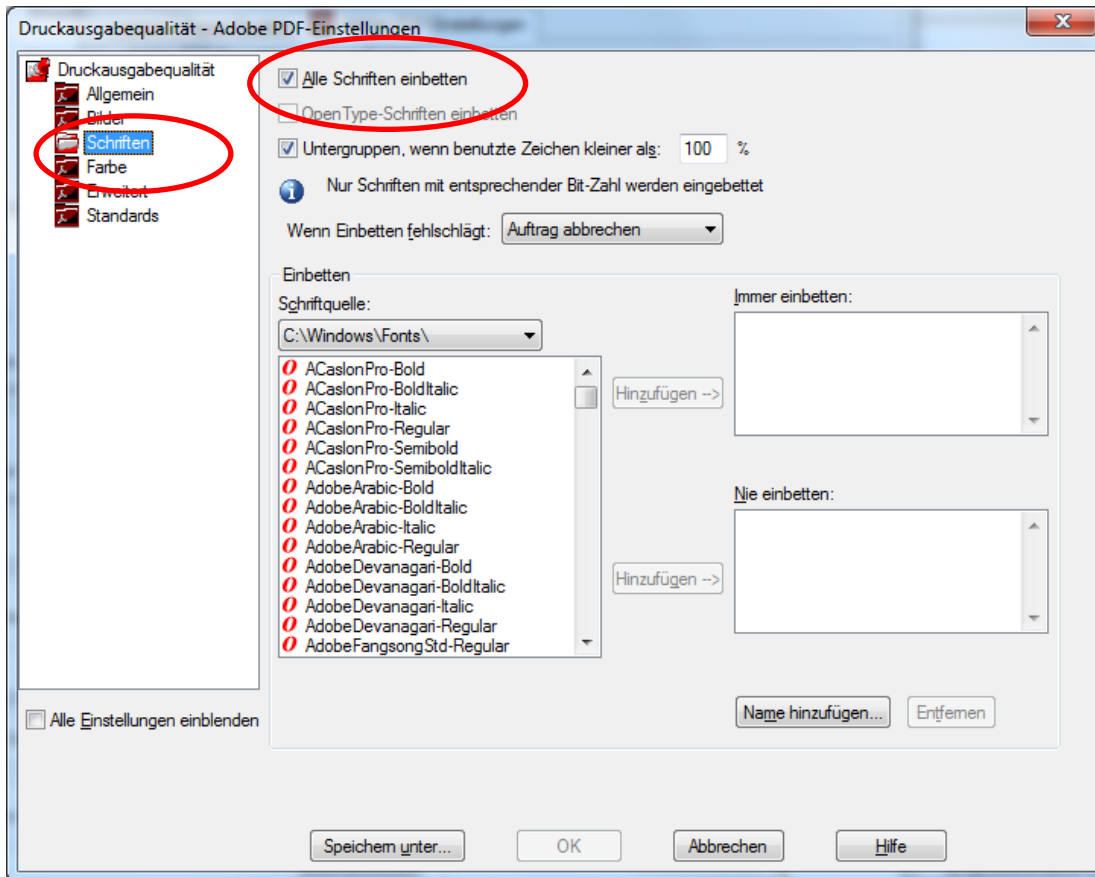 Druckausgabequalität - Adobe PDF-Einstellungen
Druckausgabequalität
Allgemein
Bilder
Schriften
Farbe
Erweitert
Standards
Alle Einstellungen einblenden
Alle Schriften einbetten
OpenType-Schriften einbetten
Untergruppen, wenn benutzte Zeichen kleiner als: 100 %
Nur Schriften mit entsprechender Bit-Zahl werden eingebettet
Wenn Einbetten fehlschlägt: Auftrag abbrechen
Einbetten
Schriftquelle:
C:\Windows\Fonts\
ACaslonPro-Bold
ACaslonPro-BoldItalic
ACaslonPro-Italic
ACaslonPro-Regular
ACaslonPro-Semibold
ACaslonPro-SemiboldItalic
AdobeArabic-Bold
AdobeArabic-BoldItalic
AdobeArabic-Italic
AdobeArabic-Regular
AdobeDevanagari-Bold
AdobeDevanagari-BoldItalic
AdobeDevanagari-Italic
AdobeDevanagari-Regular
AdobeFangsongStd-Regular
Hinzufügen -->
Hinzufügen -->
Immer einbetten:
Nie einbetten:
Name hinzufügen...
Entfernen
Speichern unter...
OK
Abbrechen
Hilfe